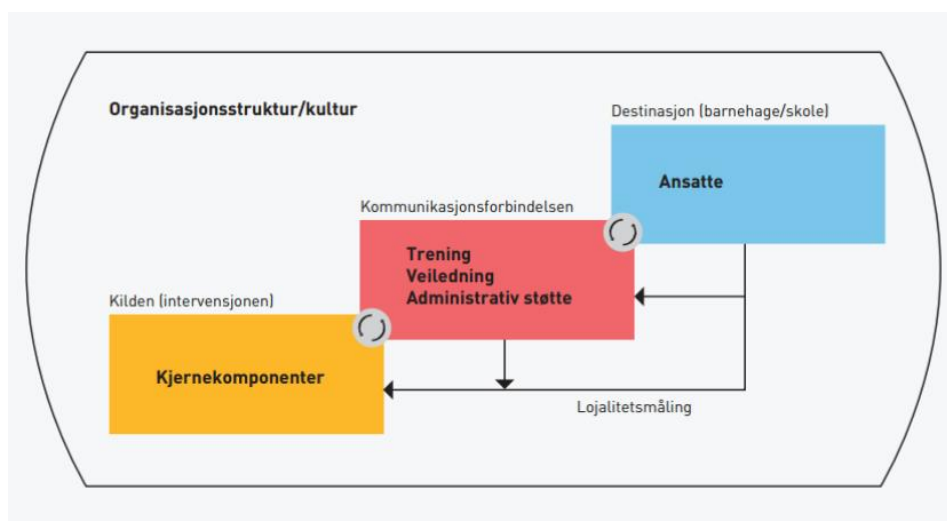 Organisasjonsstruktur/kultur
Destinasjon (barnehage/skole)
Ansatte
Kommunikasjonsforbindelsen
Trening
Veiledning
Administrativ støtte
Kilden (intervensjonen)
Kjernekomponenter
Lojalitetsmåling